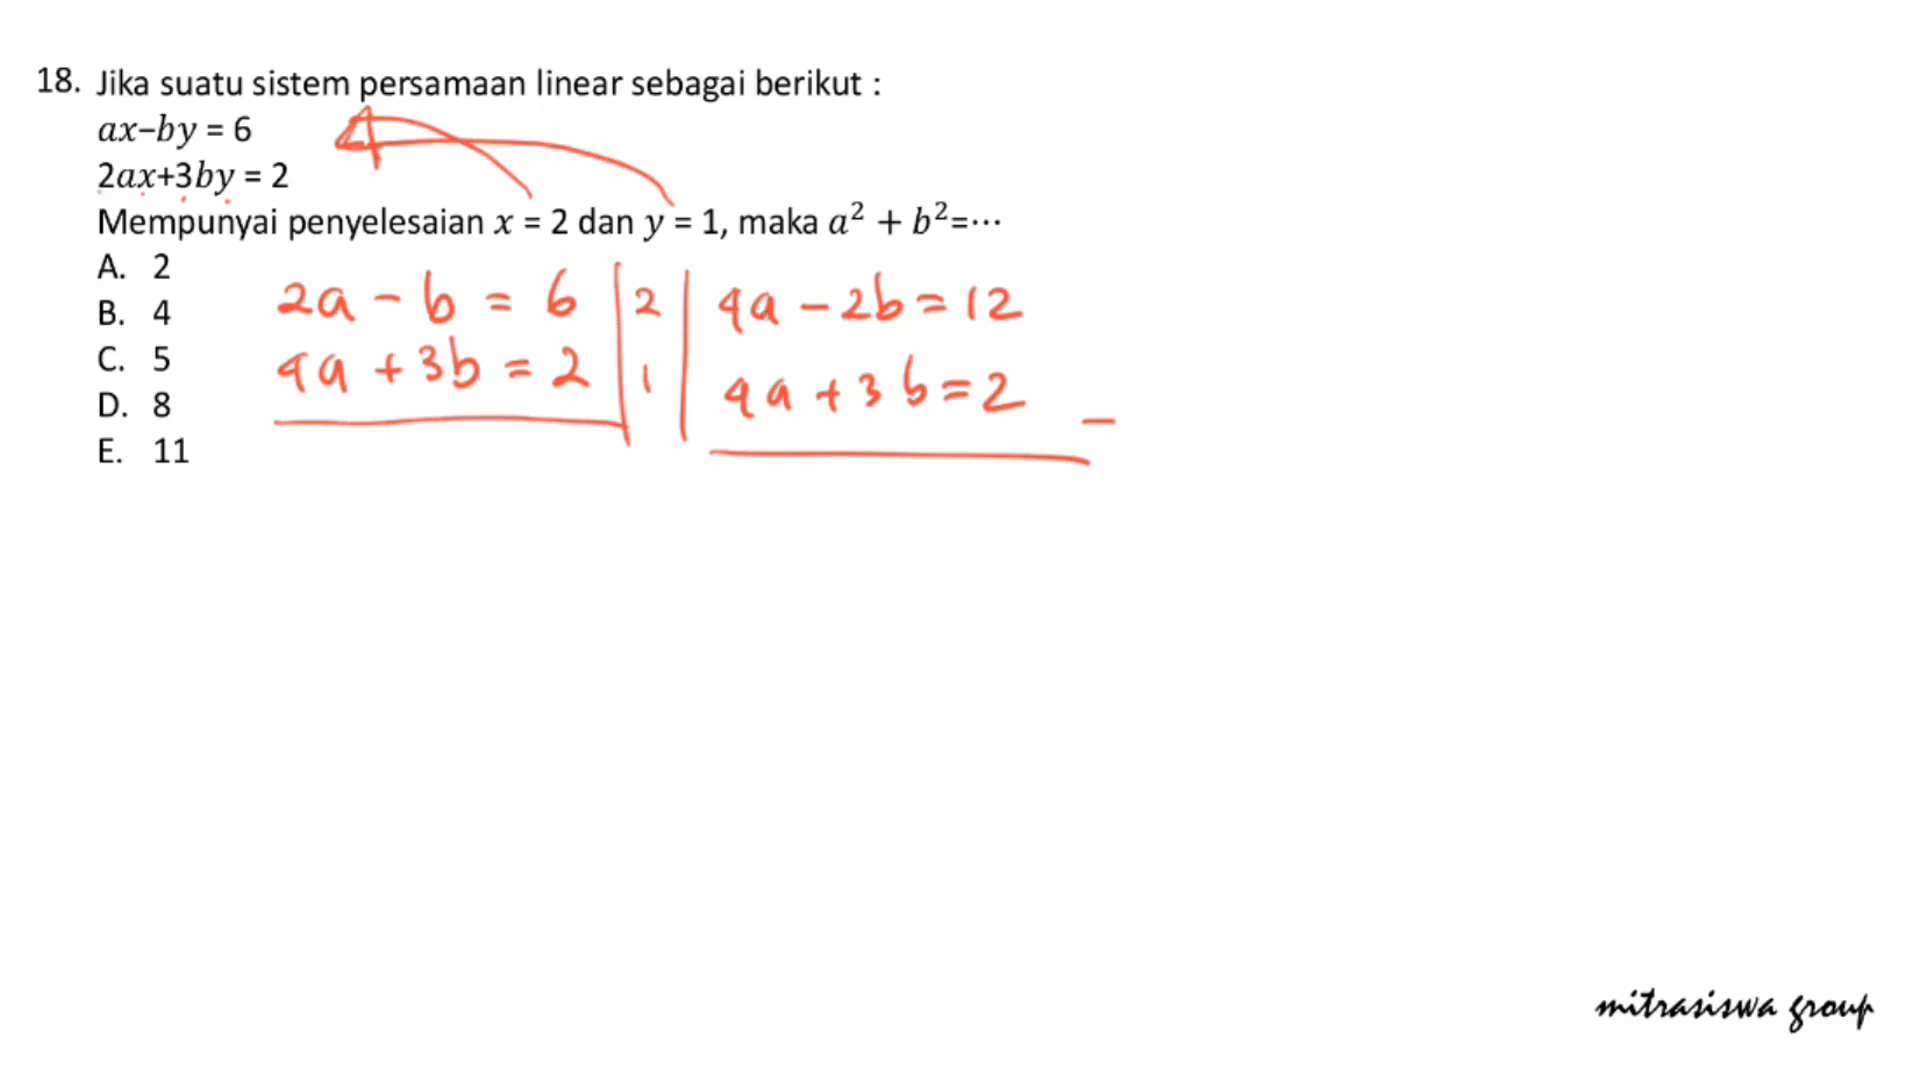 18. Jika suatu sistem persamaan linear sebagai berikut :
ax–by = 6
2ax+3by = 2
Mempunyai penyelesaian x = 2 dan y = 1, maka a² + b²=⋯
A. 2
B. 4
C. 5
D. 8
E. 11
2a - b = 6 | 2 | 4a - 2b = 12
4a + 3b = 2 | 1 | 4a + 3b = 2 -
mitrasiswa group